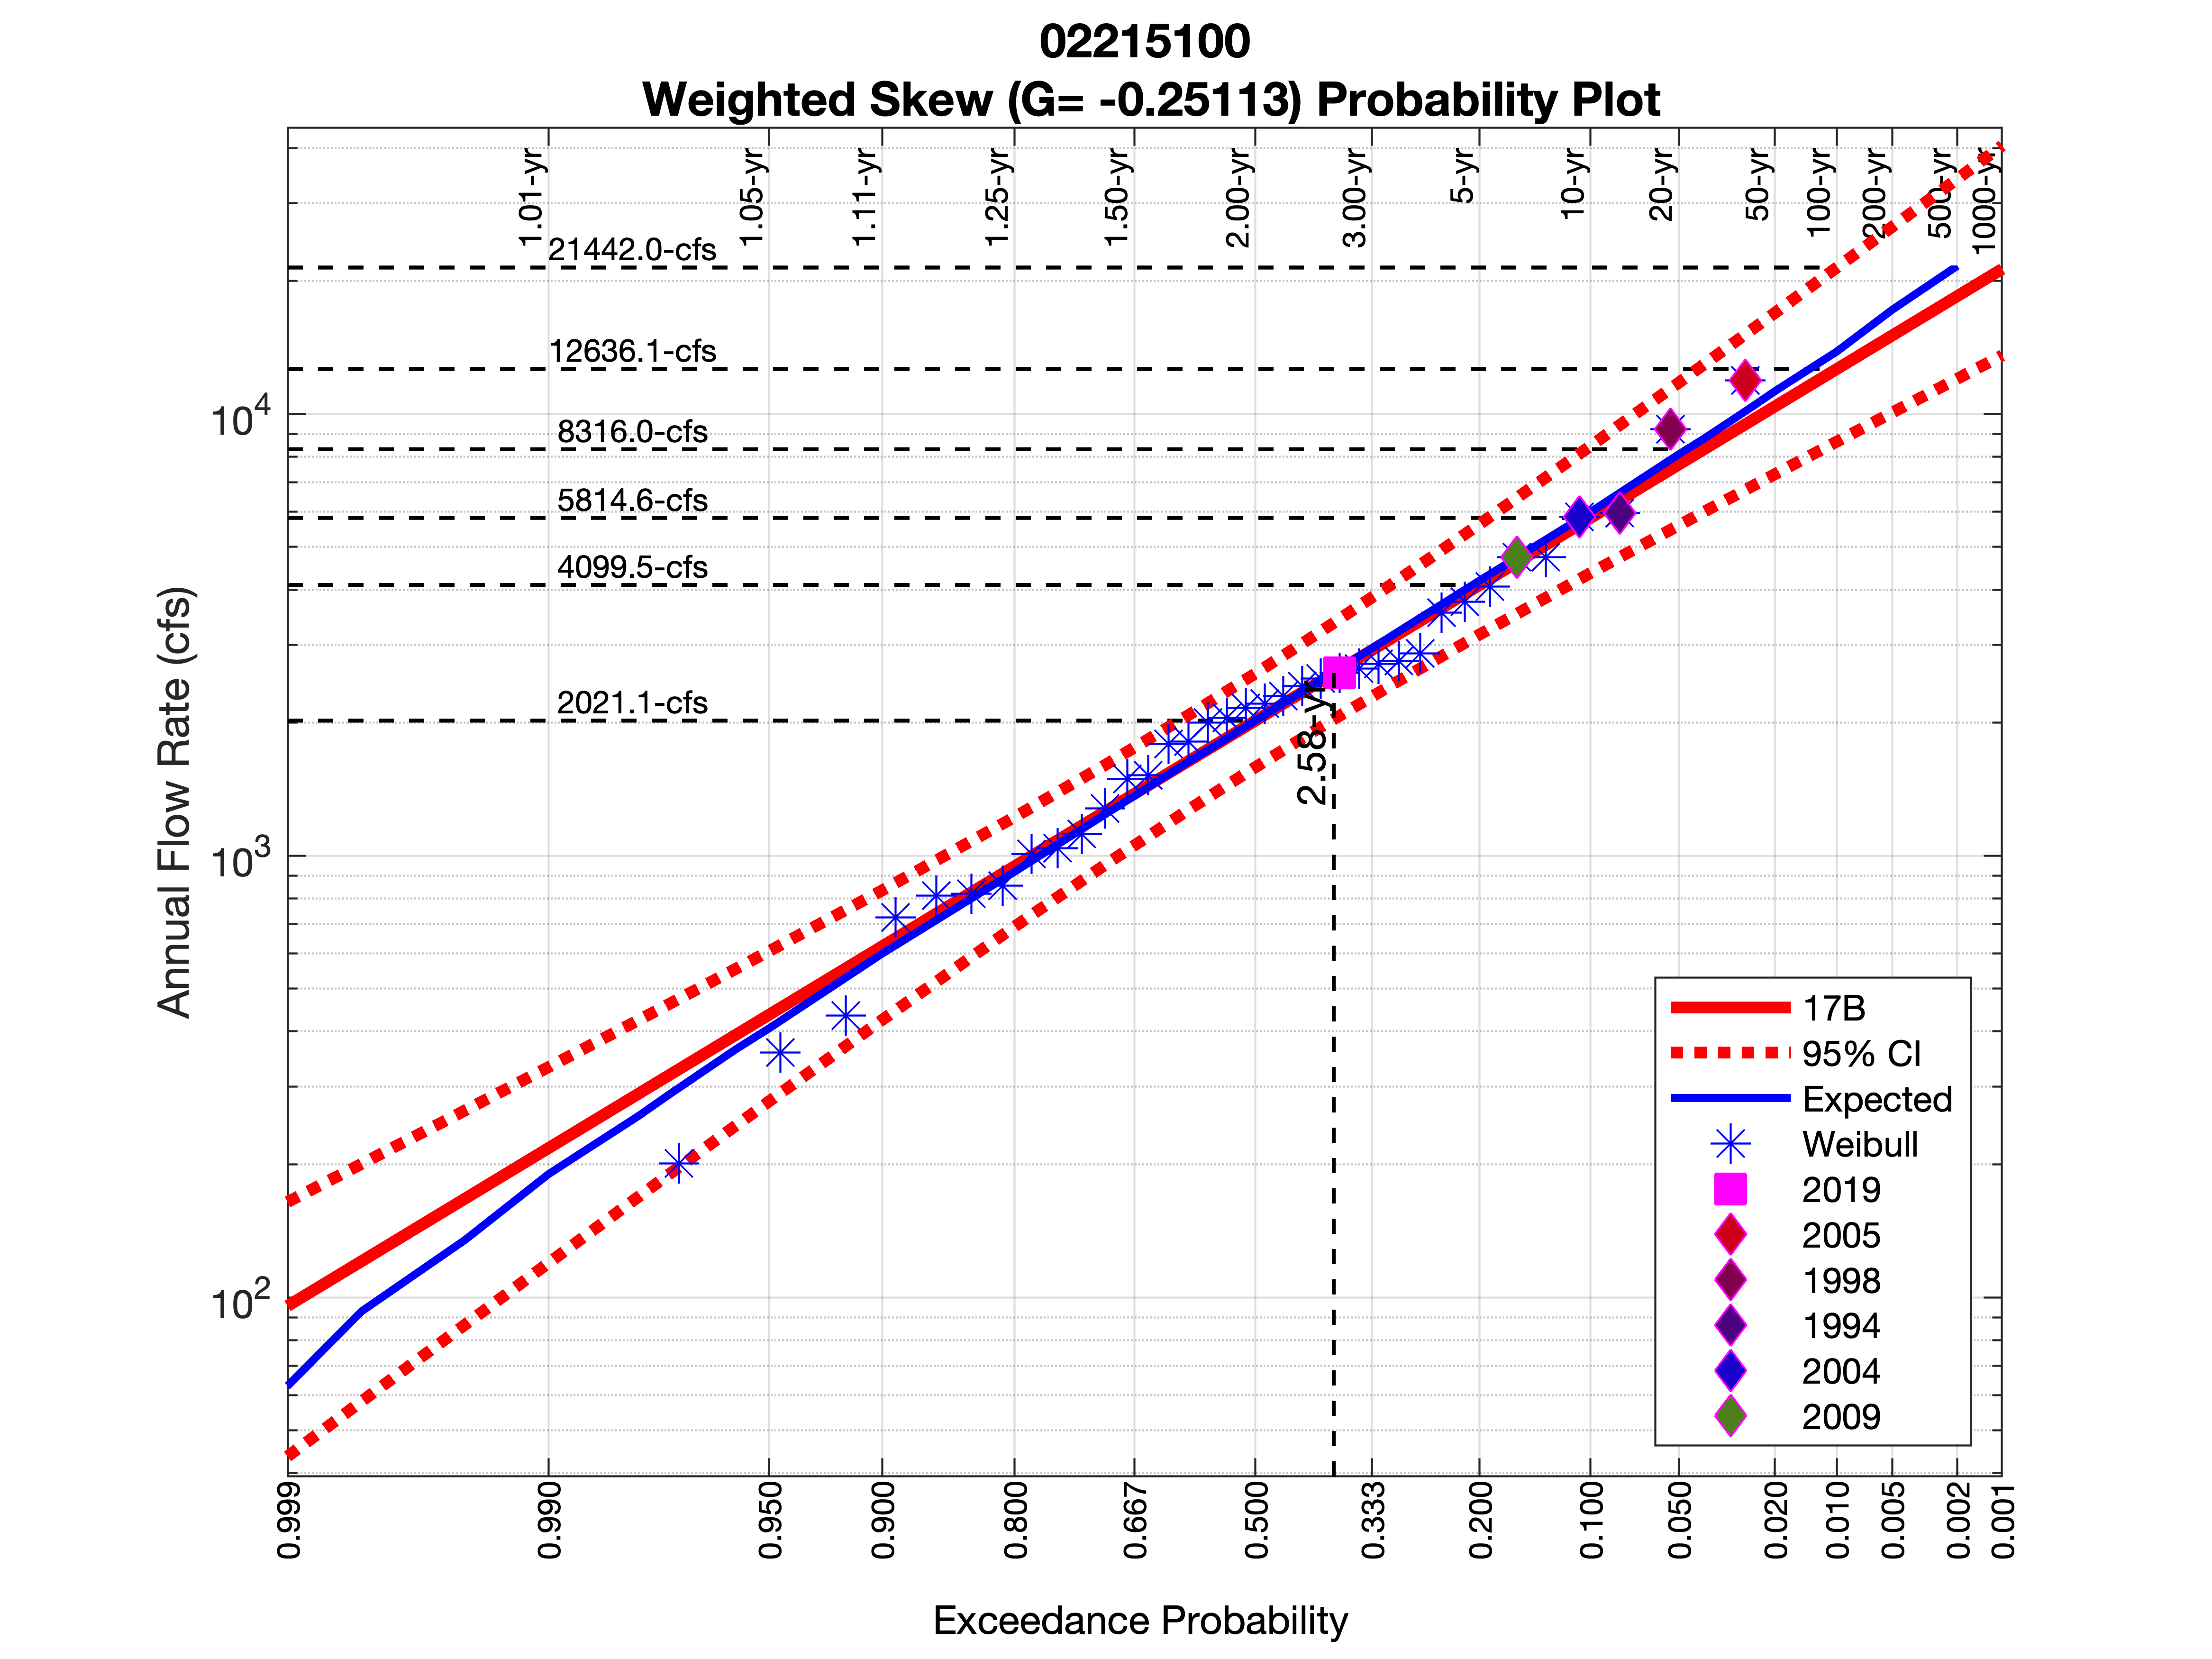 02215100
Weighted Skew (G= -0.25113) Probability Plot
1.01-yr
1.05-yr
1.11-yr
1.25-yr
1.50-yr
2.00-yr
3.00-yr
5-yr
10-yr
20-yr
50-yr
100-yr
200-yr
500-yr
1000-yr
21442.0-cfs
12636.1-cfs
8316.0-cfs
5814.6-cfs
4099.5-cfs
2021.1-cfs
2.58-yr
10^4
10^3
10^2
Annual Flow Rate (cfs)
17B
95% CI
Expected
Weibull
2019
2005
1998
1994
2004
2009
0.999
0.990
0.950
0.900
0.800
0.667
0.500
0.333
0.200
0.100
0.050
0.020
0.010
0.005
0.002
0.001
Exceedance Probability